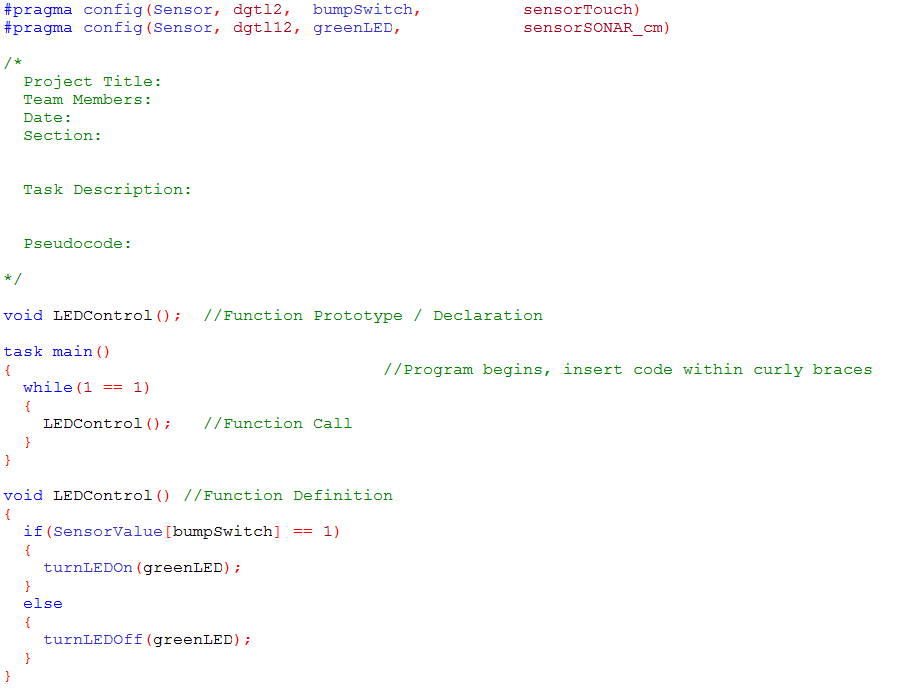 #pragma config(Sensor, dgtl2,  bumpSwitch,          sensorTouch)
#pragma config(Sensor, dgtl12, greenLED,            sensorSONAR_cm)
/*
  Project Title:
  Team Members:
  Date:
  Section:
  Task Description:
  Pseudocode:
*/
void LEDControl();  //Function Prototype / Declaration
task main()
{                                     //Program begins, insert code within curly braces
  while(1 == 1)
  {
    LEDControl();   //Function Call
  }
}
void LEDControl() //Function Definition
{
  if(SensorValue[bumpSwitch] == 1)
  {
    turnLEDOn(greenLED);
  }
  else
  {
    turnLEDOff(greenLED);
  }
}